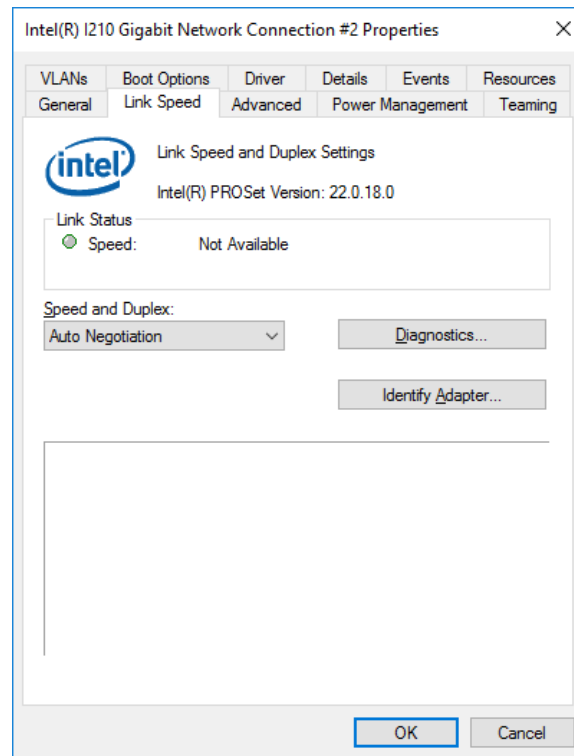 Intel(R) I210 Gigabit Network Connection #2 Properties
VLANs Boot Options Driver Details Events Resources
General Link Speed Advanced Power Management Teaming
intel
Link Speed and Duplex Settings
Intel(R) PROSet Version: 22.0.18.0
Link Status
Speed: Not Available
Speed and Duplex:
Auto Negotiation Diagnostics...
Identify Adapter...
OK Cancel